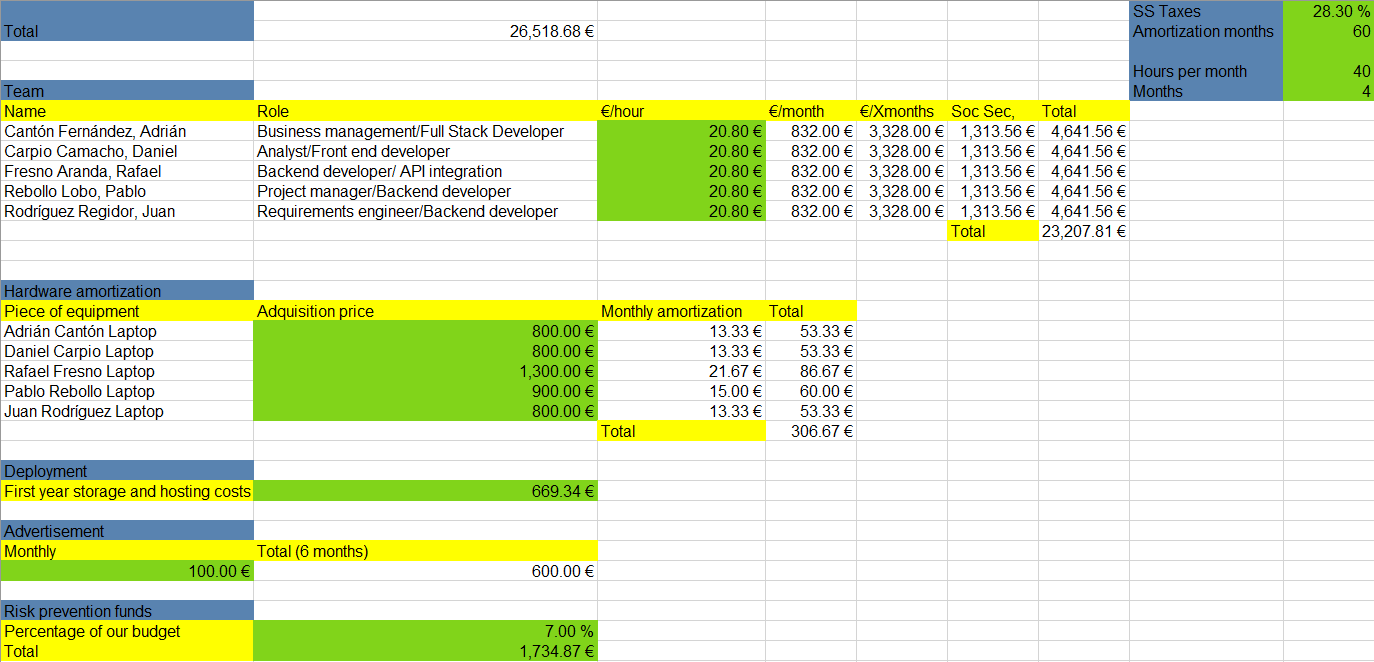 SS Taxes 28.30 %
Total 26,518.68 € Amortization months 60
Hours per month 40
Team Months 4
Name Role €/hour €/month €/Xmonths Soc Sec, Total
Cantón Fernández, Adrián Business management/Full Stack Developer 20.80 € 832.00 € 3,328.00 € 1,313.56 € 4,641.56 €
Carpio Camacho, Daniel Analyst/Front end developer 20.80 € 832.00 € 3,328.00 € 1,313.56 € 4,641.56 €
Fresno Aranda, Rafael Backend developer/ API integration 20.80 € 832.00 € 3,328.00 € 1,313.56 € 4,641.56 €
Rebollo Lobo, Pablo Project manager/Backend developer 20.80 € 832.00 € 3,328.00 € 1,313.56 € 4,641.56 €
Rodríguez Regidor, Juan Requirements engineer/Backend developer 20.80 € 832.00 € 3,328.00 € 1,313.56 € 4,641.56 €
Total 23,207.81 €
Hardware amortization
Piece of equipment Adquisition price Monthly amortization Total
Adrián Cantón Laptop 800.00 € 13.33 € 53.33 €
Daniel Carpio Laptop 800.00 € 13.33 € 53.33 €
Rafael Fresno Laptop 1,300.00 € 21.67 € 86.67 €
Pablo Rebollo Laptop 900.00 € 15.00 € 60.00 €
Juan Rodríguez Laptop 800.00 € 13.33 € 53.33 €
Total 306.67 €
Deployment
First year storage and hosting costs 669.34 €
Advertisement
Monthly Total (6 months)
100.00 € 600.00 €
Risk prevention funds
Percentage of our budget 7.00 %
Total 1,734.87 €